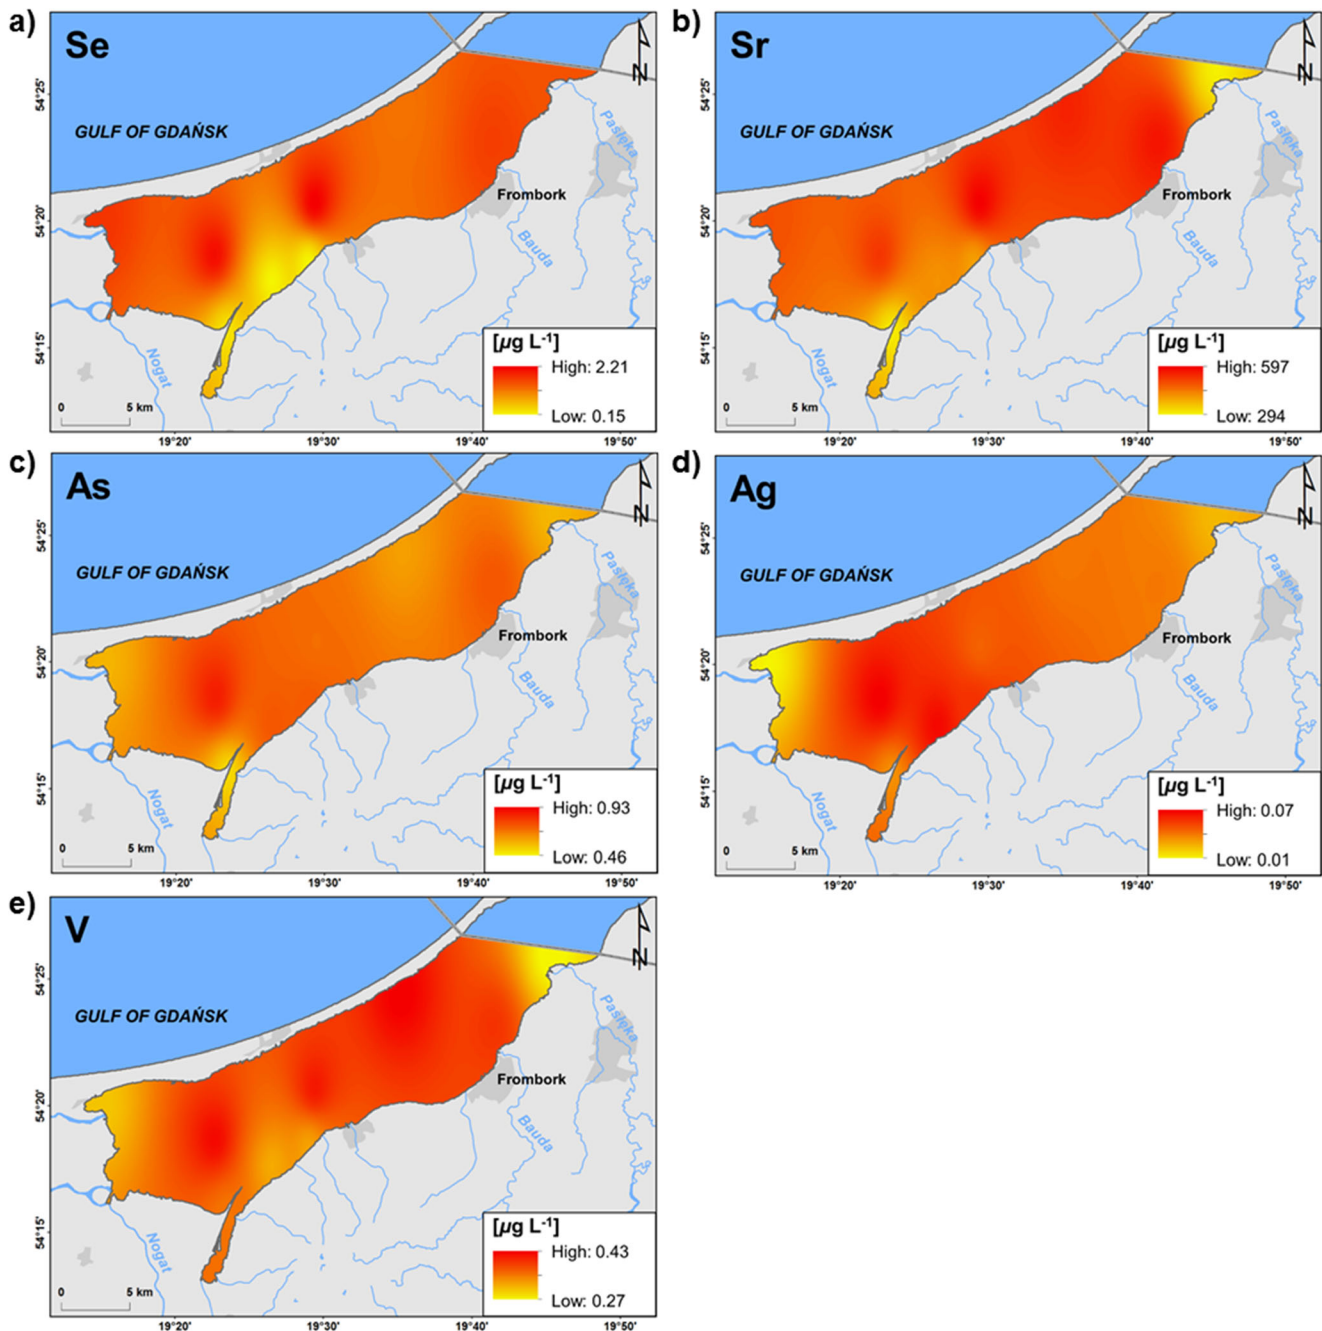 a)
Se
N
54°25'
54°20'
54°15'
GULF OF GDAŃSK
Pasłęka
Frombork
Bauda
Nogat
[µg L-1]
High: 2.21
Low: 0.15
0 5 km
19°20 19°30 19°40 19°50
b)
Sr
N
54°25'
54°20'
54°15'
GULF OF GDAŃSK
Pasłęka
Frombork
Bauda
Nogat
[µg L-1]
High: 597
Low: 294
0 5 km
19°20 19°30 19°40 19°50
c)
As
N
54°25'
54°20'
54°15'
GULF OF GDAŃSK
Pasłęka
Frombork
Bauda
Nogat
[µg L-1]
High: 0.93
Low: 0.46
0 5 km
19°20 19°30 19°40 19°50
d)
Ag
N
54°25'
54°20'
54°15'
GULF OF GDAŃSK
Pasłęka
Frombork
Bauda
Nogat
[µg L-1]
High: 0.07
Low: 0.01
0 5 km
19°20 19°30 19°40 19°50
e)
V
N
54°25'
54°20'
54°15'
GULF OF GDAŃSK
Pasłęka
Frombork
Bauda
Nogat
[µg L-1]
High: 0.43
Low: 0.27
0 5 km
19°20 19°30 19°40 19°50